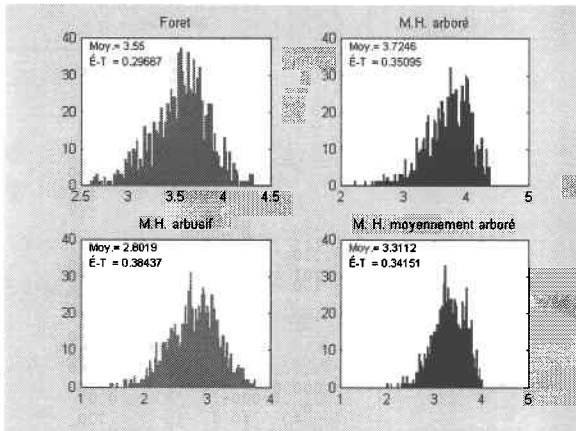 Foret
Moy.= 3.55
É-T = 0.29687
40
30
20
10
0
2.5 3 3.5 4 4.5
M.H. arboré
Moy.= 3.7246
É-T = 0.35095
40
30
20
10
0
2 3 4 5
M.H. arbusif
Moy.= 2.8019
É-T = 0.38437
40
30
20
10
0
1 2 3 4
M. H. moyennement arboré
Moy.= 3.3112
É-T = 0.34151
40
30
20
10
0
1 2 3 4 5